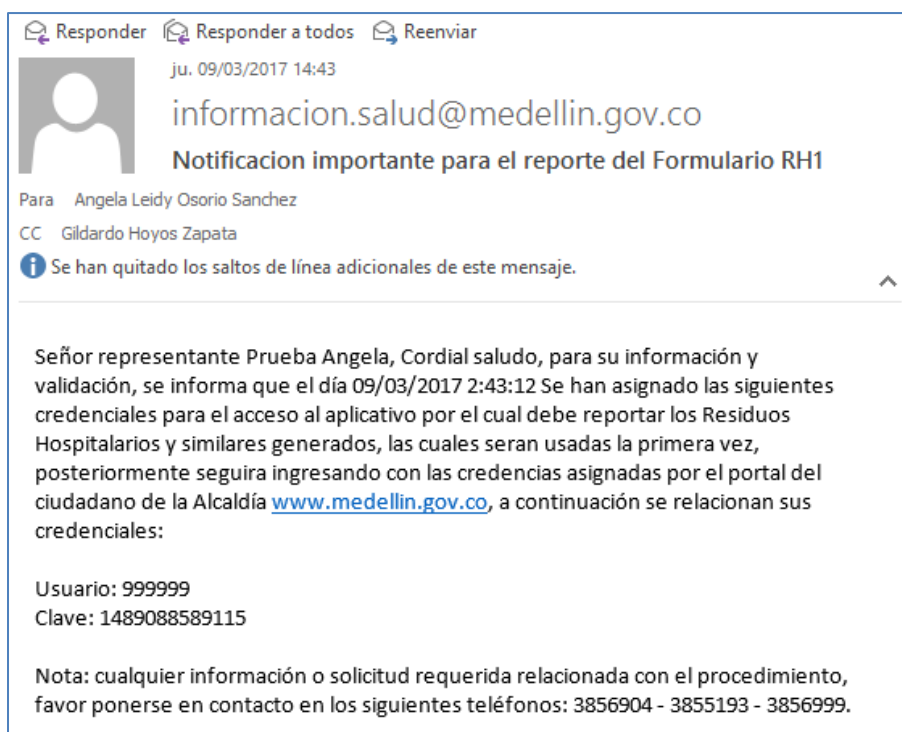 Responder Responder a todos Reenviar
ju. 09/03/2017 14:43
informacion.salud@medellin.gov.co
Notificacion importante para el reporte del Formulario RH1
Para Angela Leidy Osorio Sanchez
CC Gildardo Hoyos Zapata
Se han quitado los saltos de línea adicionales de este mensaje.
Señor representante Prueba Angela, Cordial saludo, para su información y
validación, se informa que el día 09/03/2017 2:43:12 Se han asignado las siguientes
credenciales para el acceso al aplicativo por el cual debe reportar los Residuos
Hospitalarios y similares generados, las cuales seran usadas la primera vez,
posteriormente seguira ingresando con las credencias asignadas por el portal del
ciudadano de la Alcaldía www.medellin.gov.co, a continuación se relacionan sus
credenciales:
Usuario: 999999
Clave: 1489088589115
Nota: cualquier información o solicitud requerida relacionada con el procedimiento,
favor ponerse en contacto en los siguientes teléfonos: 3856904 - 3855193 - 3856999.